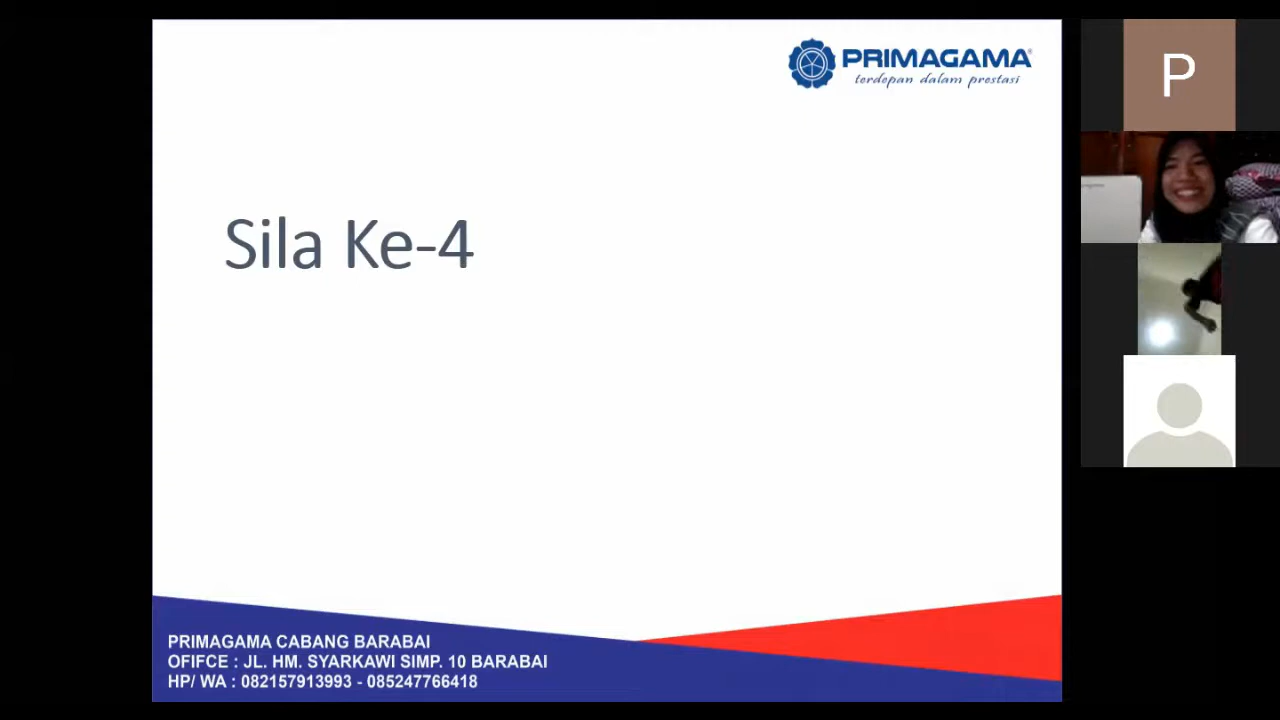 PRIMAGAMA
terdepan dalam prestasi
P
Sila Ke-4
PRIMAGAMA CABANG BARABAI
OFIFCE : JL. HM. SYARKAWI SIMP. 10 BARABAI
HP/ WA : 082157913993 - 085247766418